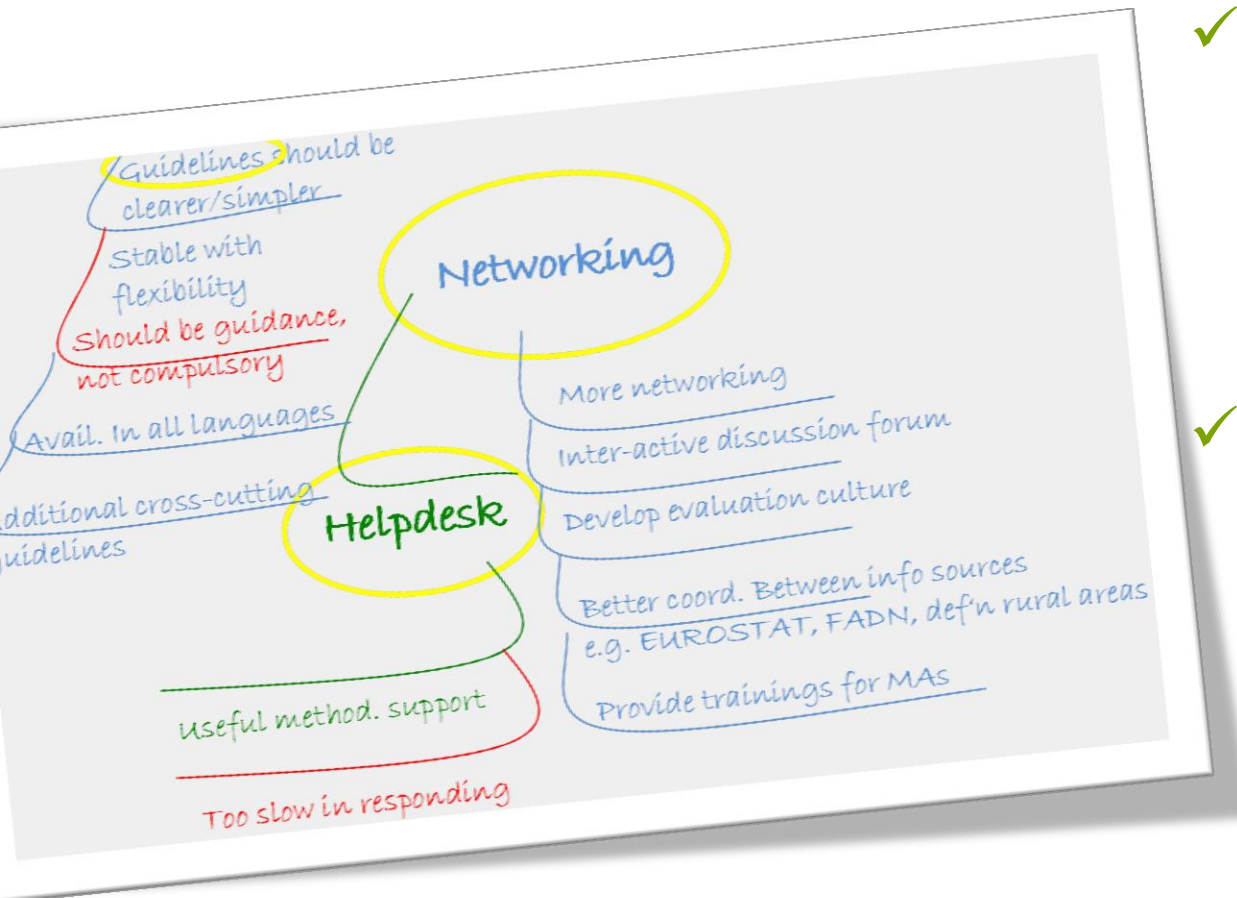 Guidelines should be
clearer/simpler
Stable with
flexibility
Should be guidance,
not compulsory
Avail. In all languages
Additional cross-cutting
guidelines
Networking
More networking
Inter-active discussion forum
Develop evaluation culture
Better coord. Between info sources
e.g. EUROSTAT, FADN, def'n rural areas
Provide trainings for MAs
Helpdesk
Useful method. support
Too slow in responding